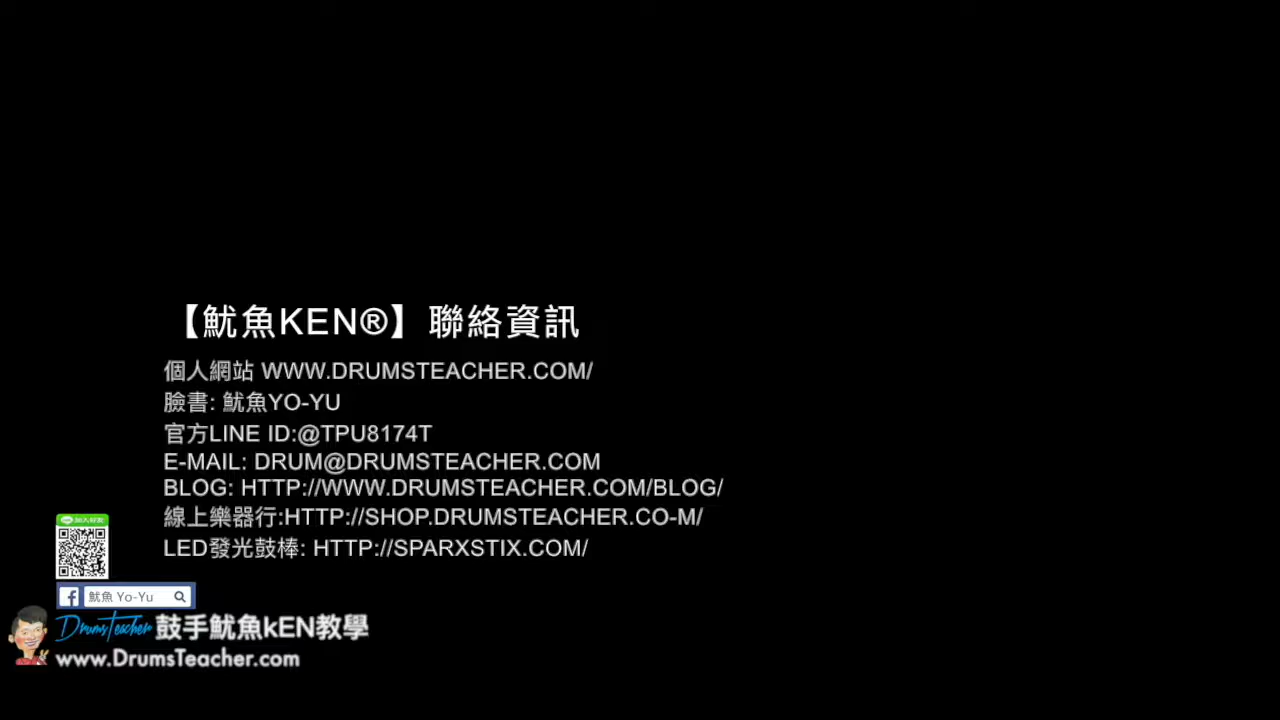 【魷魚KEN®】聯絡資訊
個人網站 WWW.DRUMSTEACHER.COM/
臉書: 魷魚YO-YU
官方LINE ID:@TPU8174T
E-MAIL: DRUM@DRUMSTEACHER.COM
BLOG: HTTP://WWW.DRUMSTEACHER.COM/BLOG/
線上樂器行:HTTP://SHOP.DRUMSTEACHER.CO-M/
LED發光鼓棒: HTTP://SPARXSTIX.COM/
加入好友
魷魚 Yo-Yu
DrumsTeacher 鼓手魷魚kEN教學
www.DrumsTeacher.com